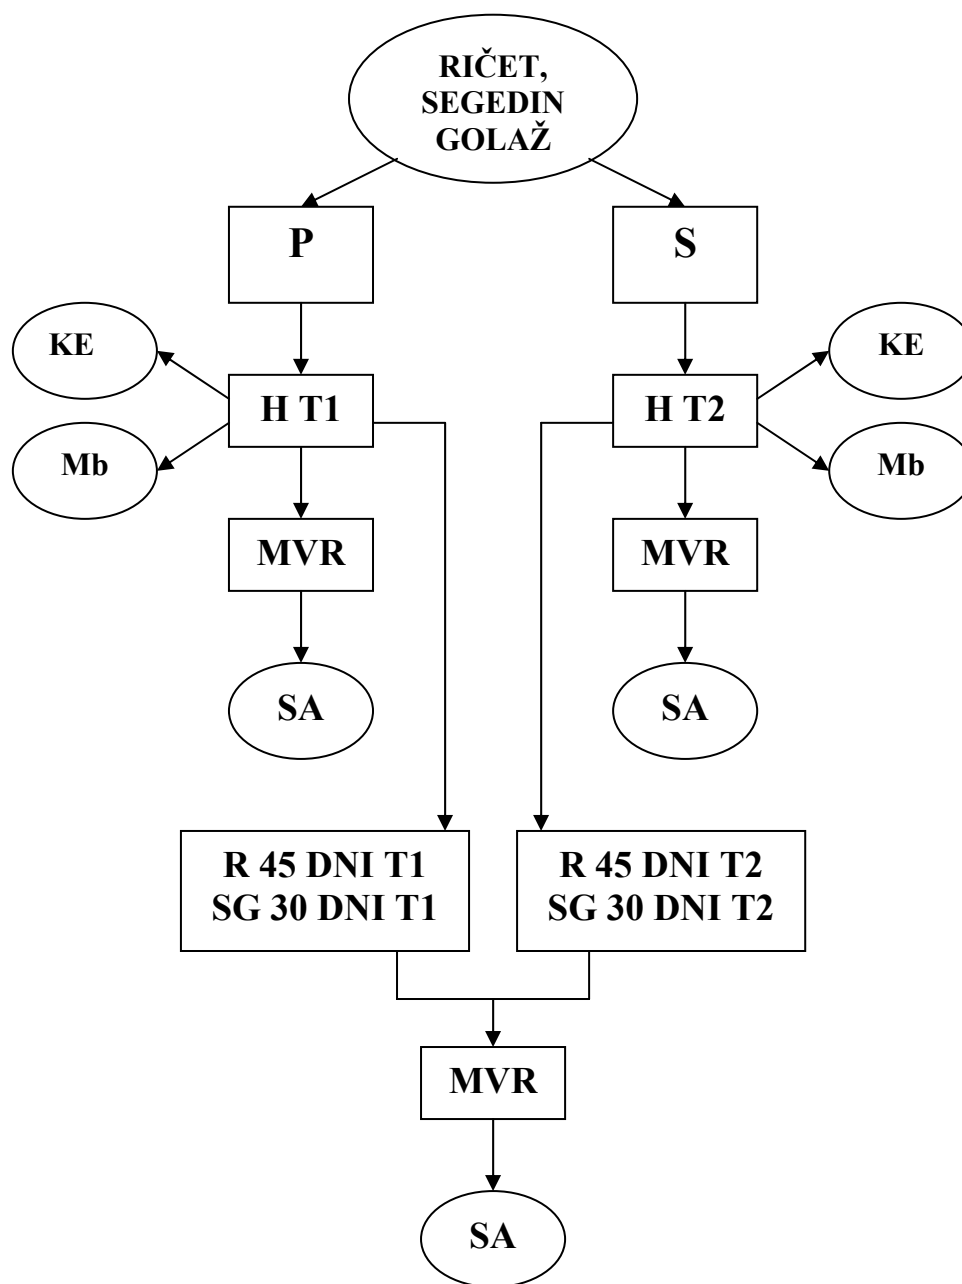 RIČET,
SEGEDIN
GOLAŽ
P
S
KE
KE
H T1
H T2
Mb
Mb
MVR
MVR
SA
SA
R 45 DNI T1
SG 30 DNI T1
R 45 DNI T2
SG 30 DNI T2
MVR
SA